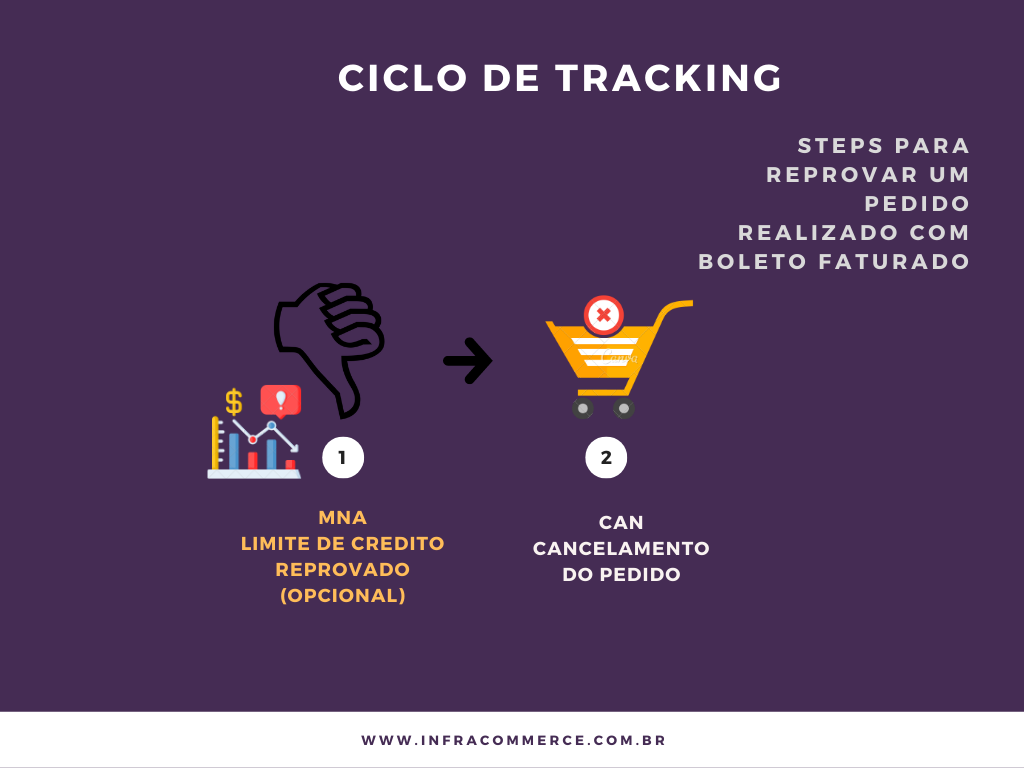 CICLO DE TRACKING
STEPS PARA
REPROVAR UM
PEDIDO
REALIZADO COM
BOLETO FATURADO
$
!
Canva
1
MNA
LIMITE DE CREDITO
REPROVADO
(OPCIONAL)
2
CAN
CANCELAMENTO
DO PEDIDO
WWW.INFRACOMMERCE.COM.BR